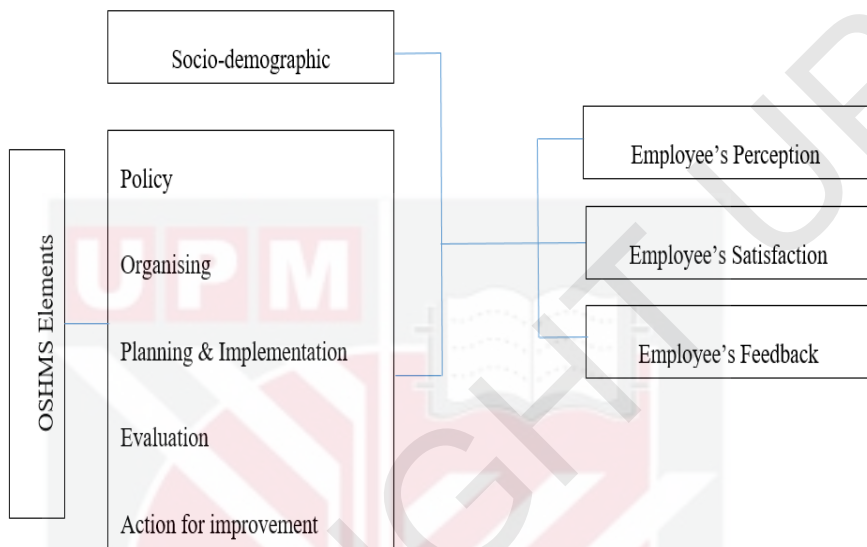 Socio-demographic
OSHMS Elements
Policy
Organising
Planning & Implementation
Evaluation
Action for improvement
Employee’s Perception
Employee’s Satisfaction
Employee’s Feedback
UPM